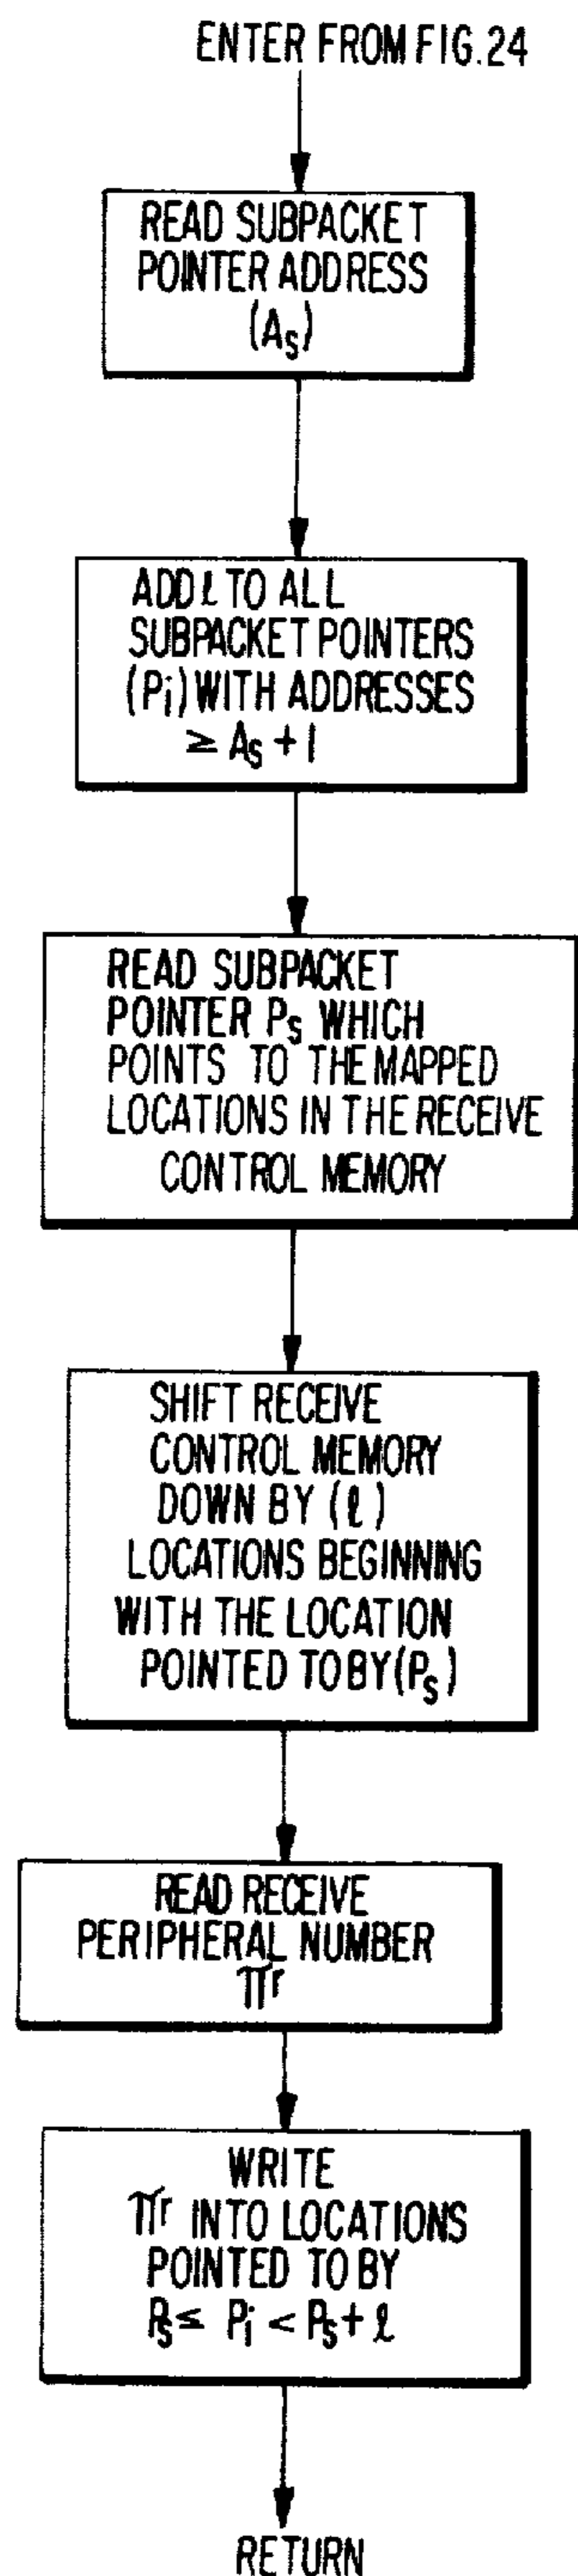 ENTER FROM FIG.24
READ SUBPACKET
POINTER ADDRESS
(As)
ADD ℓ TO ALL
SUBPACKET POINTERS
(Pi) WITH ADDRESSES
≥ As + 1
READ SUBPACKET
POINTER Ps WHICH
POINTS TO THE MAPPED
LOCATIONS IN THE RECEIVE
CONTROL MEMORY
SHIFT RECEIVE
CONTROL MEMORY
DOWN BY (ℓ)
LOCATIONS BEGINNING
WITH THE LOCATION
POINTED TO BY (Ps)
READ RECEIVE
PERIPHERAL NUMBER
πr
WRITE
πr INTO LOCATIONS
POINTED TO BY
Ps ≤ Pi < Ps + ℓ
RETURN